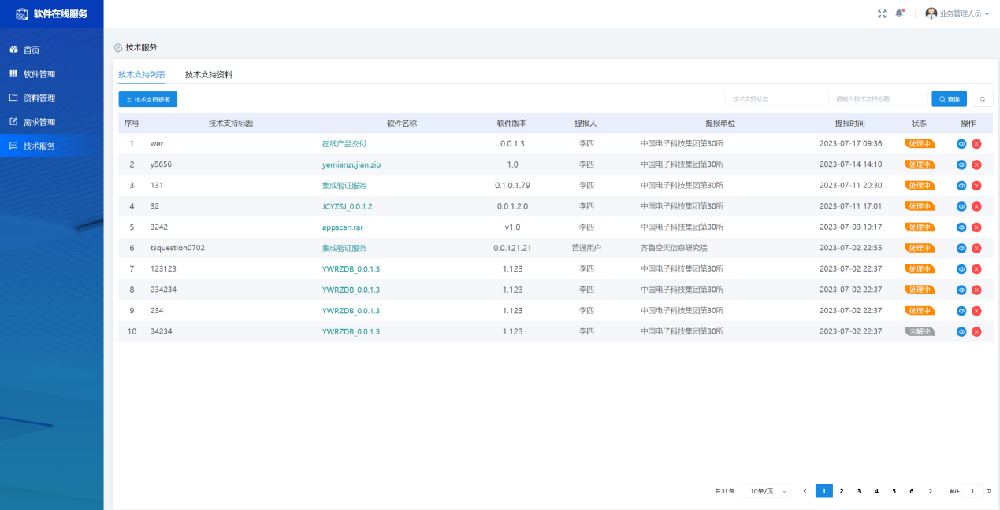 软件在线服务
业务管理人员
首页
软件管理
资料管理
需求管理
技术服务
技术服务
技术支持列表 技术支持资料
技术支持提报 技术支持状态 请输入技术支持标题 查询
序号 技术支持标题 软件名称 软件版本 提报人 提报单位 提报时间 状态 操作
1 wer 在线产品交付 0.0.1.3 李四 中国电子科技集团第30所 2023-07-17 09:36 处理中
2 y5656 yemianzujian.zip 1.0 李四 中国电子科技集团第30所 2023-07-14 14:10 处理中
3 131 集成验证服务 0.1.0.1.79 李四 中国电子科技集团第30所 2023-07-11 20:30 处理中
4 32 JCYZSJ_0.0.1.2 0.0.1.2.0 李四 中国电子科技集团第30所 2023-07-11 17:01 处理中
5 3242 appscan.rar v1.0 李四 中国电子科技集团第30所 2023-07-03 10:17 处理中
6 tsquestion0702 集成验证服务 0.0.121.21 普通用户 齐鲁空天信息研究院 2023-07-02 22:55 处理中
7 123123 YWRZDB_0.0.1.3 1.123 李四 中国电子科技集团第30所 2023-07-02 22:37 处理中
8 234234 YWRZDB_0.0.1.3 1.123 李四 中国电子科技集团第30所 2023-07-02 22:37 处理中
9 234 YWRZDB_0.0.1.3 1.123 李四 中国电子科技集团第30所 2023-07-02 22:37 处理中
10 34234 YWRZDB_0.0.1.3 1.123 李四 中国电子科技集团第30所 2023-07-02 22:37 未解决
共 51 条 10条/页 1 2 3 4 5 6 前往 1 页